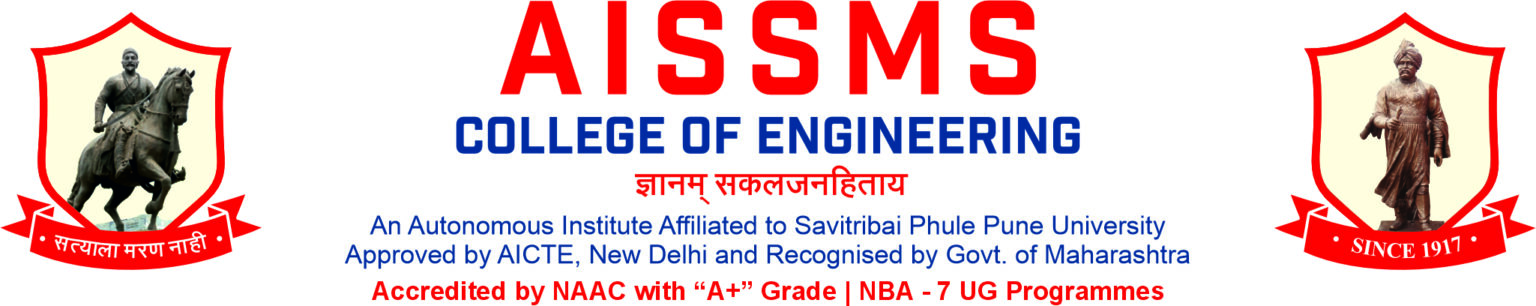 AISSMS
COLLEGE OF ENGINEERING
ज्ञानम् सकलजनहिताय
An Autonomous Institute Affiliated to Savitribai Phule Pune University
Approved by AICTE, New Delhi and Recognised by Govt. of Maharashtra
Accredited by NAAC with “A+” Grade | NBA - 7 UG Programmes
• सत्याला मरण नाही •
• SINCE 1917 •